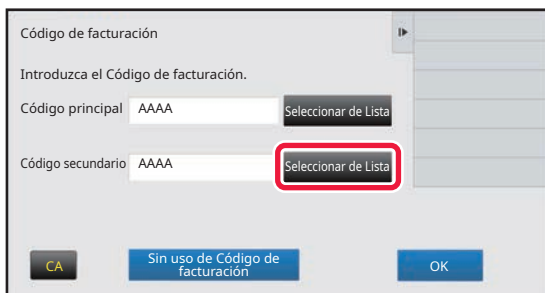 Código de facturación
Introduzca el Código de facturación.
Código principal AAAA Seleccionar de Lista
Código secundario AAAA Seleccionar de Lista
CA
Sin uso de Código de
facturación
OK